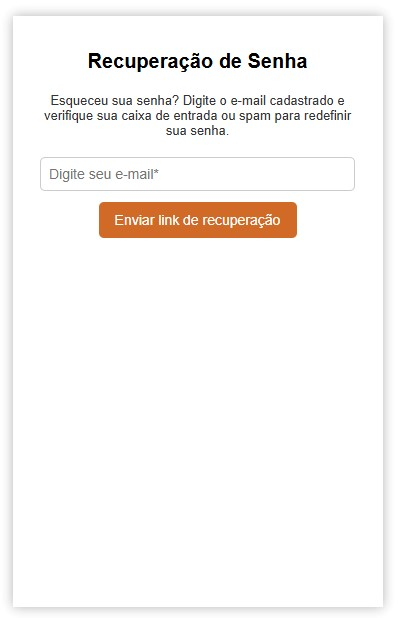 Recuperação de Senha
Esqueceu sua senha? Digite o e-mail cadastrado e
verifique sua caixa de entrada ou spam para redefinir
sua senha.
Digite seu e-mail*
Enviar link de recuperação